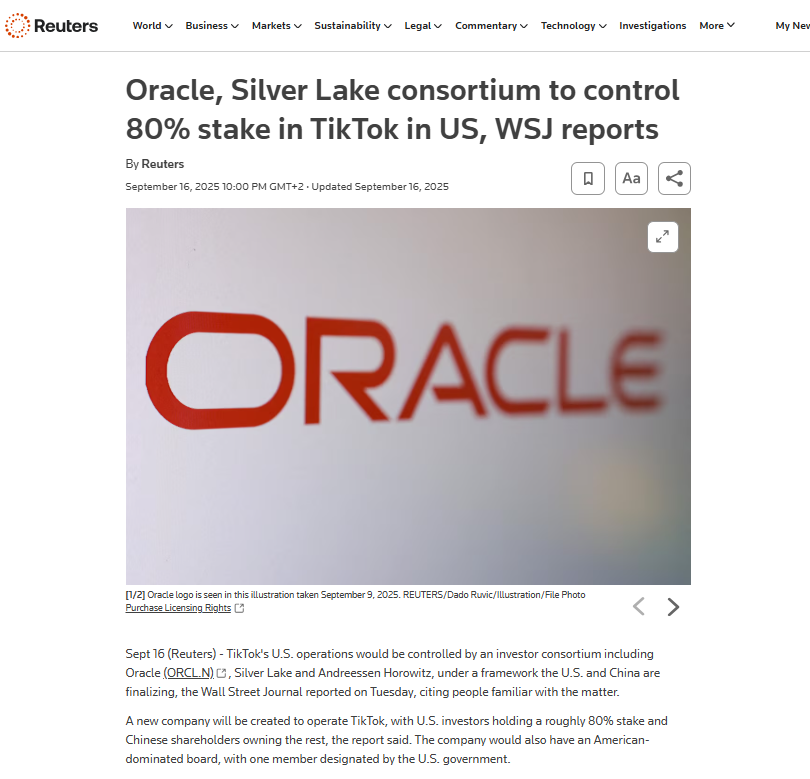 Reuters
World Business Markets Sustainability Legal Commentary Technology Investigations More My New
Oracle, Silver Lake consortium to control
80% stake in TikTok in US, WSJ reports
By Reuters
September 16, 2025 10:00 PM GMT+2 · Updated September 16, 2025
Aa
ORACLE
[1/2] Oracle logo is seen in this illustration taken September 9, 2025. REUTERS/Dado Ruvic/Illustration/File Photo
Purchase Licensing Rights
Sept 16 (Reuters) - TikTok's U.S. operations would be controlled by an investor consortium including
Oracle (ORCL.N) , Silver Lake and Andreessen Horowitz, under a framework the U.S. and China are
finalizing, the Wall Street Journal reported on Tuesday, citing people familiar with the matter.
A new company will be created to operate TikTok, with U.S. investors holding a roughly 80% stake and
Chinese shareholders owning the rest, the report said. The company would also have an American-
dominated board, with one member designated by the U.S. government.